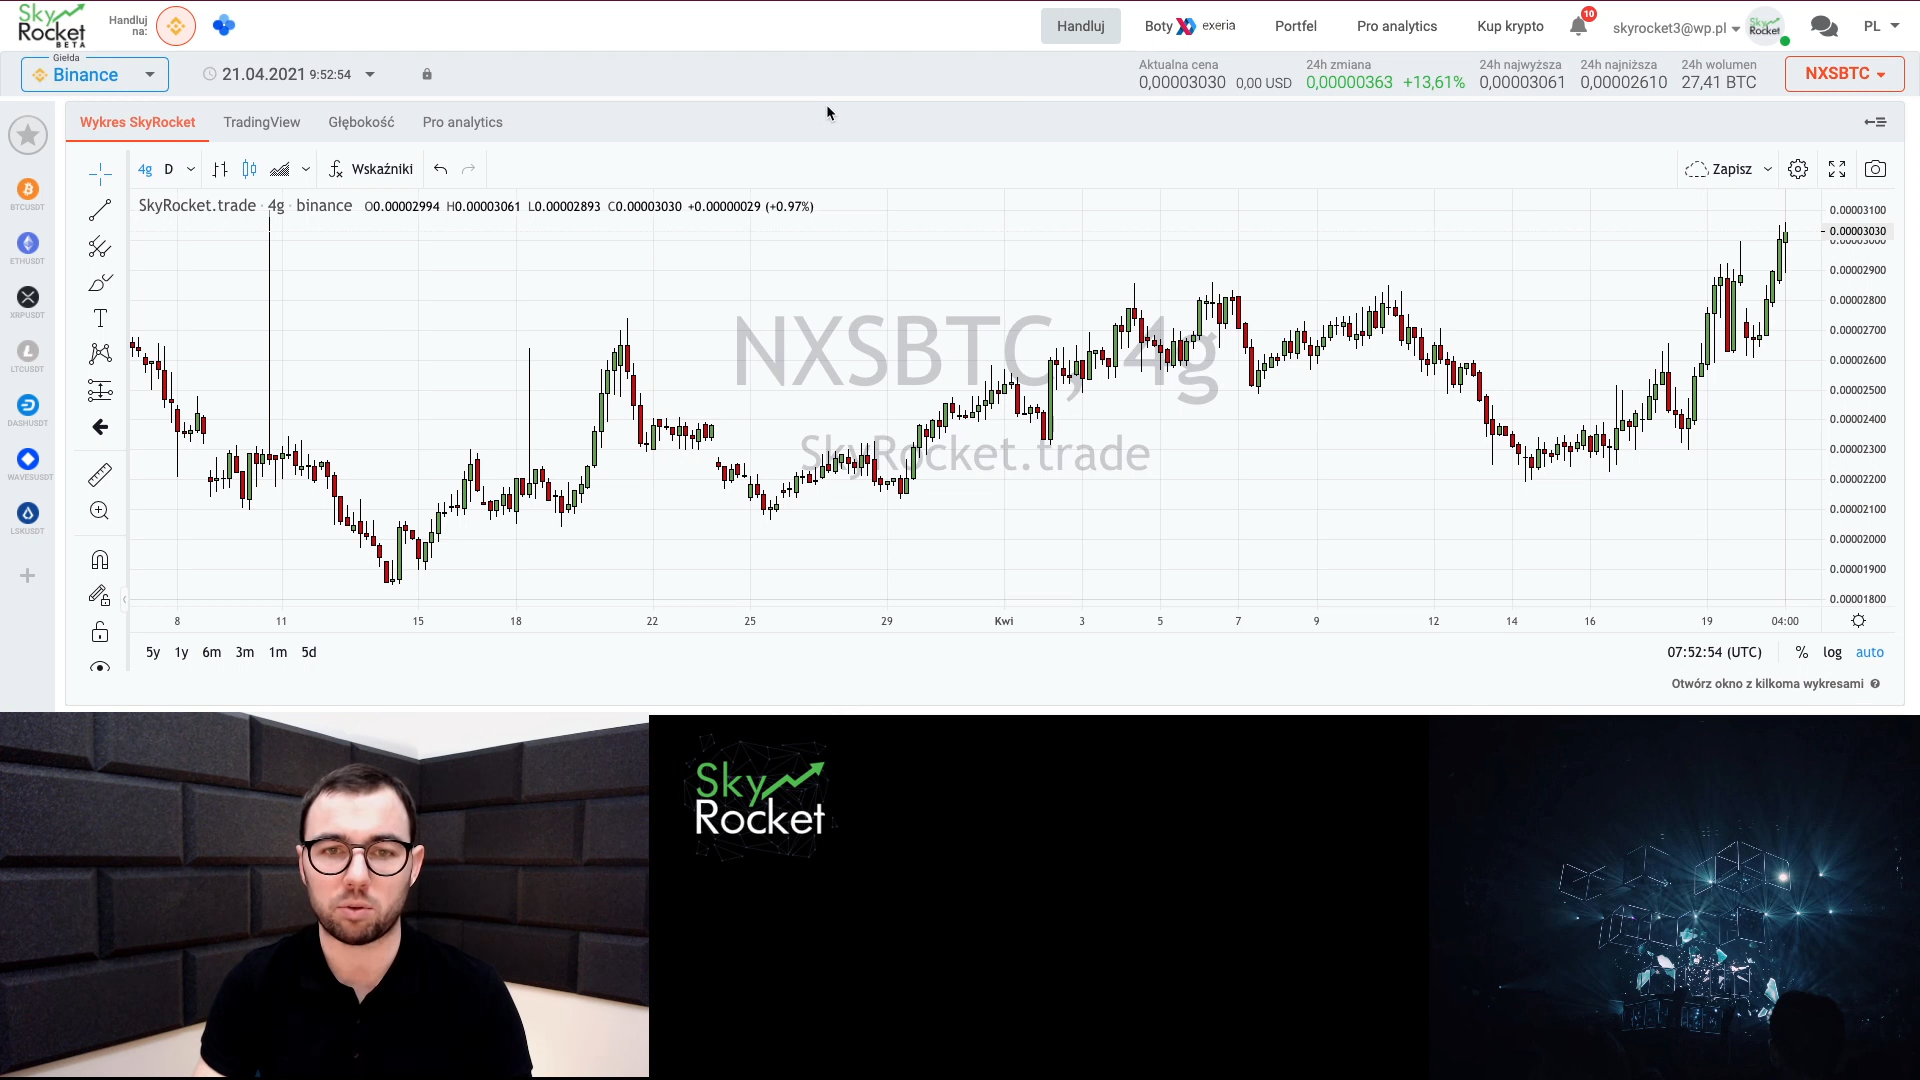 Sky
Rocket
BETA
Handluj
na:
Handluj
Boty exeria
Portfel
Pro analytics
Kup krypto
10
skyrocket3@wp.pl
Sky
Rocket
PL
Giełda
Binance
21.04.2021 9:52:54
Aktualna cena
0,00003030 0,00 USD
24h zmiana
0,00000363 +13,61%
24h najwyższa
0,00003061
24h najniższa
0,00002610
24h wolumen
27,41 BTC
NXSBTC
Wykres SkyRocket
TradingView
Głębokość
Pro analytics
BTCUSDT
ETHUSDT
XRPUSDT
LTCUSDT
DASHUSDT
WAVESUSDT
LSKUSDT
4g D
Wskaźniki
Zapisz
SkyRocket.trade · 4g · binance O0.00002994 H0.00003061 L0.00002893 C0.00003030 +0.00000029 (+0.97%)
NXSBTC, 4g
SkyRocket.trade
0.00003100
0.00003030
0.00003000
0.00002900
0.00002800
0.00002700
0.00002600
0.00002500
0.00002400
0.00002300
0.00002200
0.00002100
0.00002000
0.00001900
0.00001800
8 11 15 18 22 25 29 Kwi 3 5 7 9 12 14 16 19 04:00
5y 1y 6m 3m 1m 5d
07:52:54 (UTC) % log auto
Otwórz okno z kilkoma wykresami
Sky
Rocket